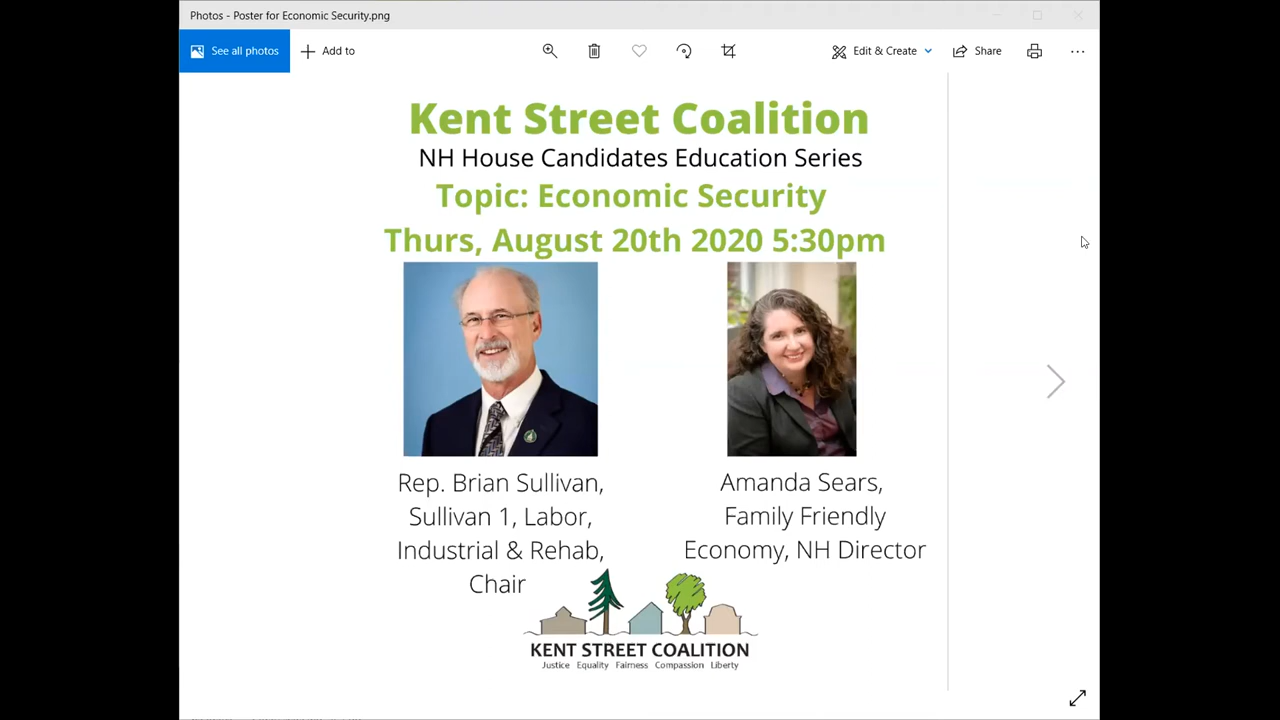 Photos - Poster for Economic Security.png
See all photos
Add to
Edit & Create
Share
Kent Street Coalition
NH House Candidates Education Series
Topic: Economic Security
Thurs, August 20th 2020 5:30pm
Rep. Brian Sullivan,
Sullivan 1, Labor,
Industrial & Rehab,
Chair
Amanda Sears,
Family Friendly
Economy, NH Director
KENT STREET COALITION
Justice Equality Fairness Compassion Liberty